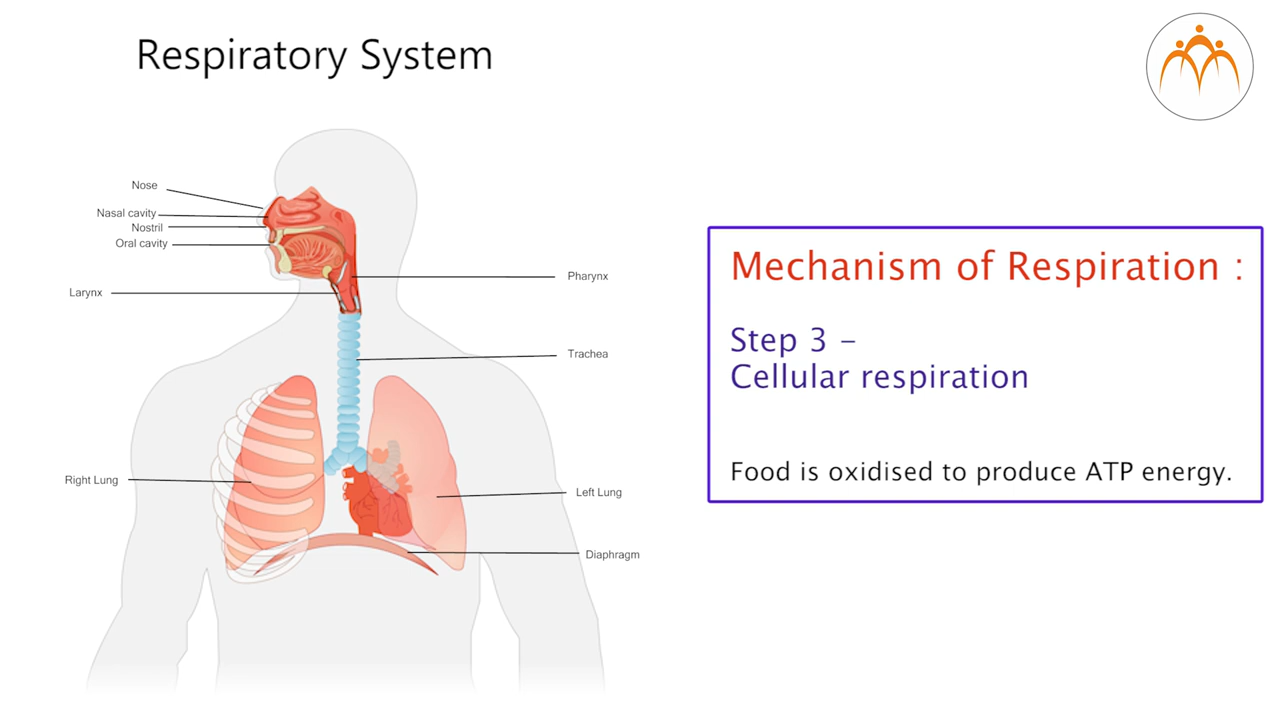 Respiratory System
Nose
Nasal cavity
Nostril
Oral cavity
Larynx
Pharynx
Trachea
Right Lung
Left Lung
Diaphragm
Mechanism of Respiration :
Step 3 –
Cellular respiration
Food is oxidised to produce ATP energy.